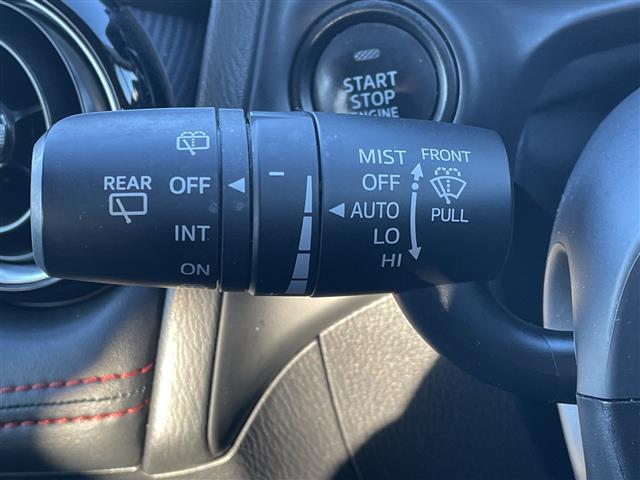 START
STOP
ENGINE
REAR
OFF
INT
ON
MIST
OFF
AUTO
LO
HI
FRONT
PULL